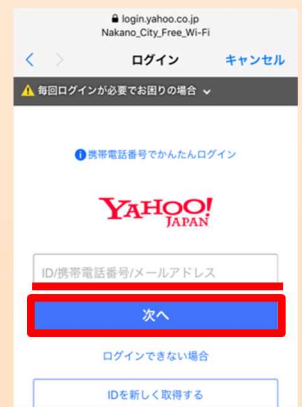 login.yahoo.co.jp
Nakano_City_Free_Wi-Fi
ログイン キャンセル
毎回ログインが必要でお困りの場合
携帯電話番号でかんたんログイン
YAHOO!
JAPAN
ID/携帯電話番号/メールアドレス
次へ
ログインできない場合
IDを新しく取得する